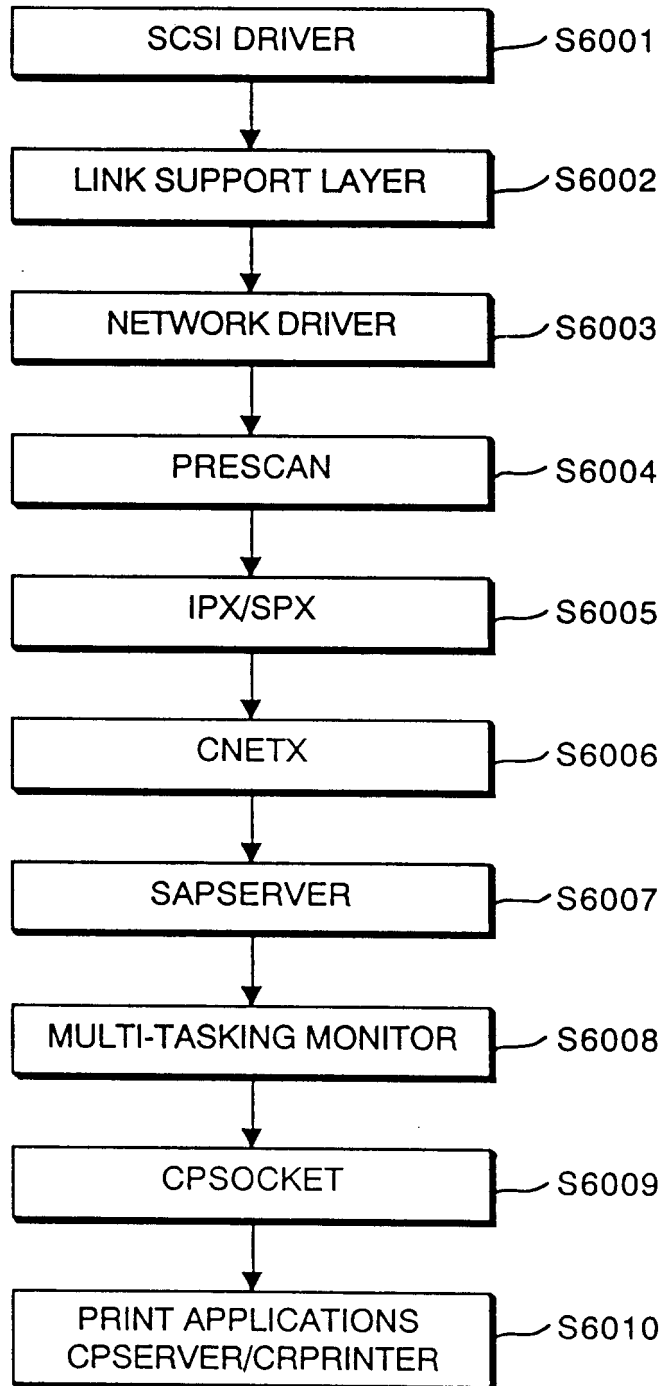 SCSI DRIVER S6001
LINK SUPPORT LAYER S6002
NETWORK DRIVER S6003
PRESCAN S6004
IPX/SPX S6005
CNETX S6006
SAPSERVER S6007
MULTI-TASKING MONITOR S6008
CPSOCKET S6009
PRINT APPLICATIONS S6010
CPSERVER/CRPRINTER